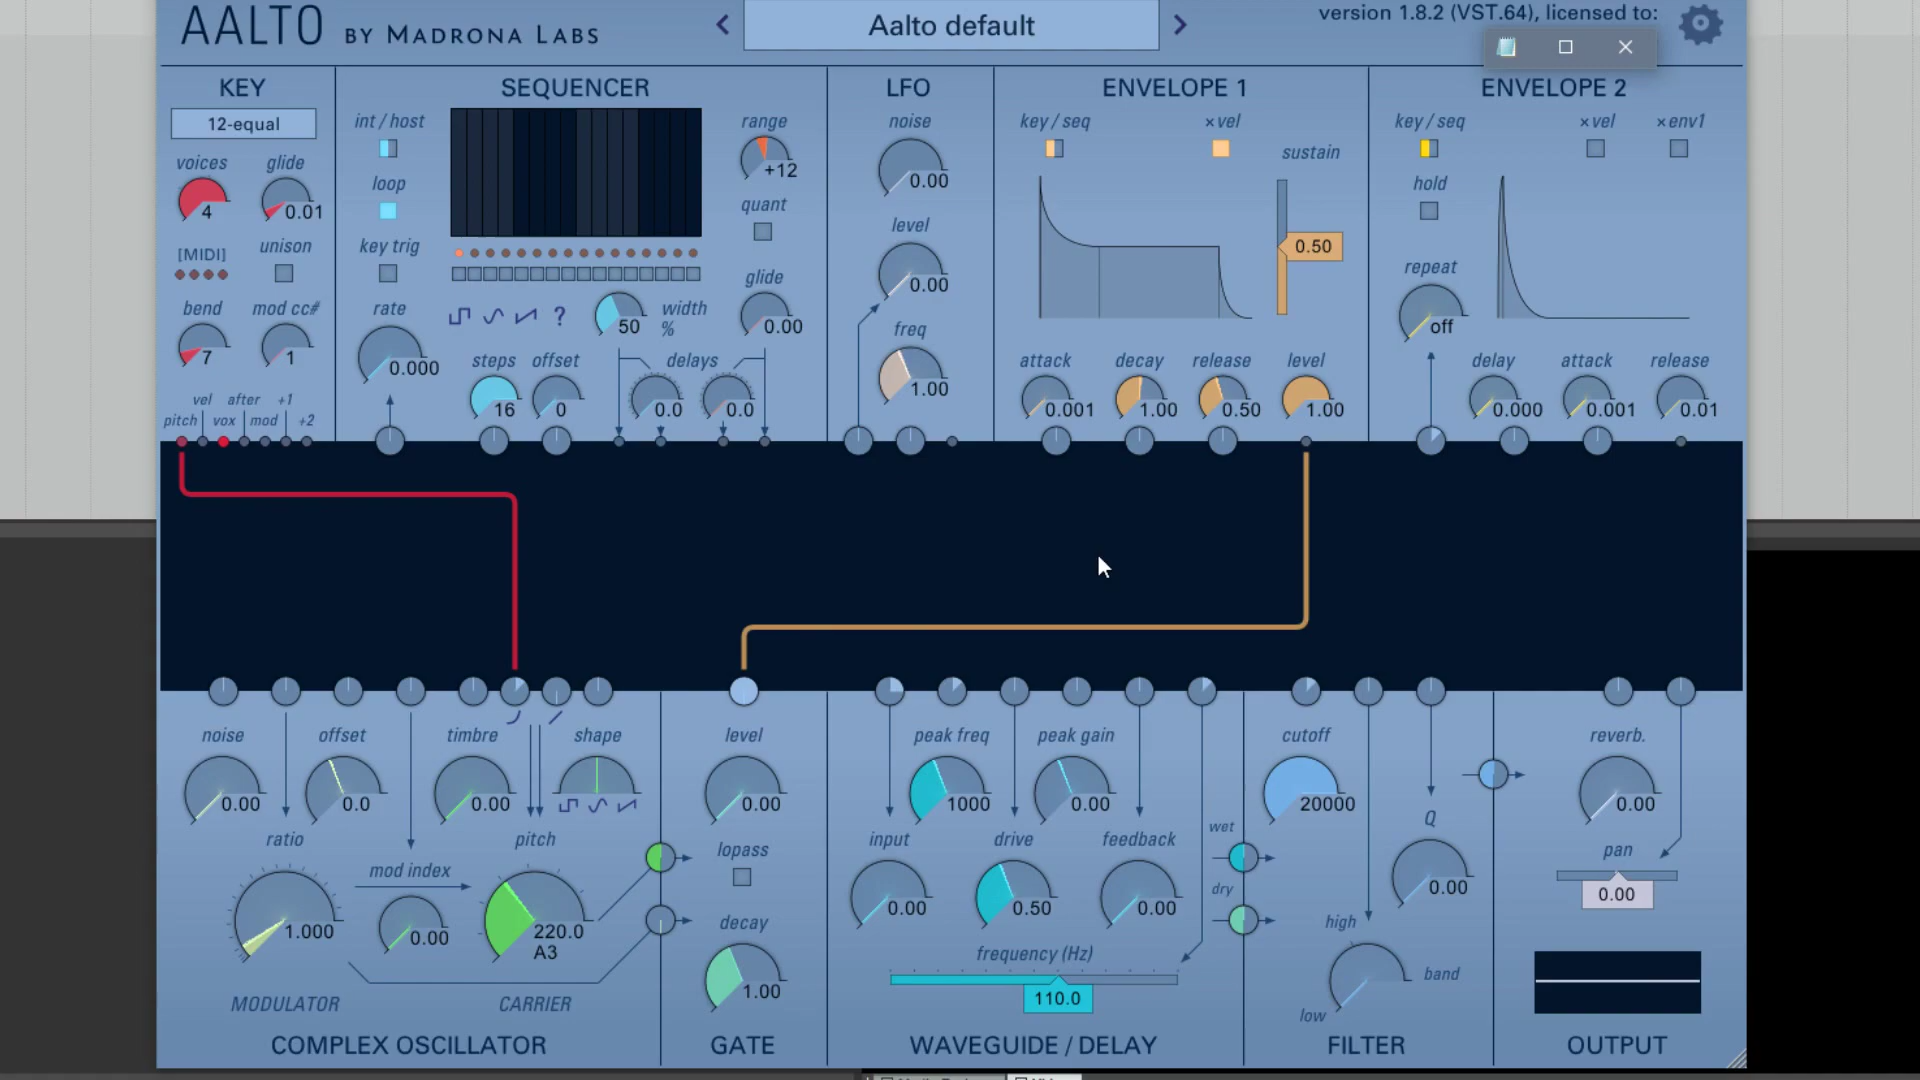 AALTO BY MADRONA LABS
Aalto default
version 1.8.2 (VST.64), licensed to:
KEY
12-equal
voices glide
4 0.01
[MIDI] unison
bend mod cc#
7 1
vel after +1
pitch vox mod +2
SEQUENCER
int / host
loop
key trig
rate
0.000
range
+12
quant
glide
0.00
? 50 width %
steps offset delays
16 0 0.0 0.0
LFO
noise
0.00
level
0.00
freq
1.00
ENVELOPE 1
key / seq ×vel
sustain
0.50
attack decay release level
0.001 1.00 0.50 1.00
ENVELOPE 2
key / seq ×vel ×env1
hold
repeat
off
delay attack release
0.000 0.001 0.01
noise offset timbre shape
0.00 0.0 0.00
ratio mod index pitch
1.000 0.00 220.0
A3
MODULATOR CARRIER
COMPLEX OSCILLATOR
level
0.00
lopass
decay
1.00
GATE
peak freq peak gain
1000 0.00
input drive feedback
0.00 0.50 0.00
wet
dry
frequency (Hz)
110.0
WAVEGUIDE / DELAY
cutoff
20000
Q
0.00
high
band
low
FILTER
reverb.
0.00
pan
0.00
OUTPUT